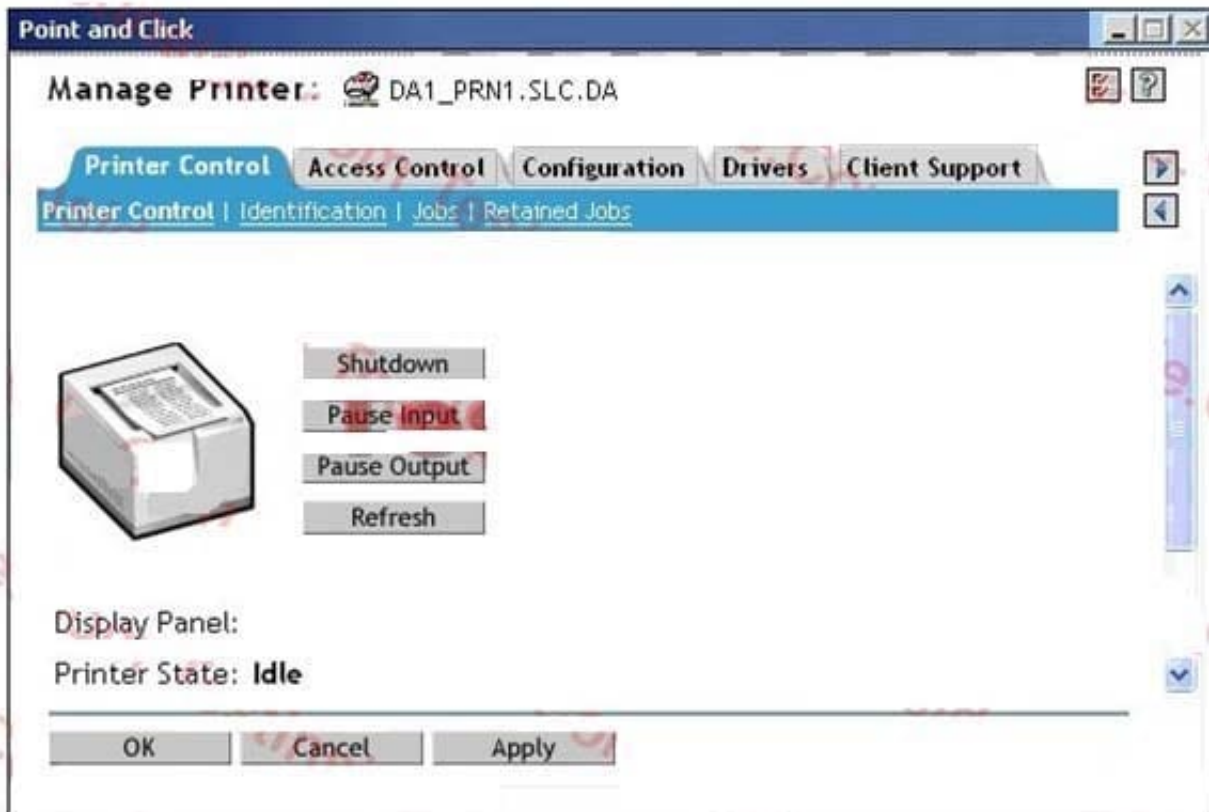 Point and Click
Manage Printer: DA1_PRN1.SLC.DA
Printer Control Access Control Configuration Drivers Client Support
Printer Control | Identification | Jobs | Retained Jobs
Shutdown
Pause Input
Pause Output
Refresh
Display Panel:
Printer State: Idle
OK Cancel Apply